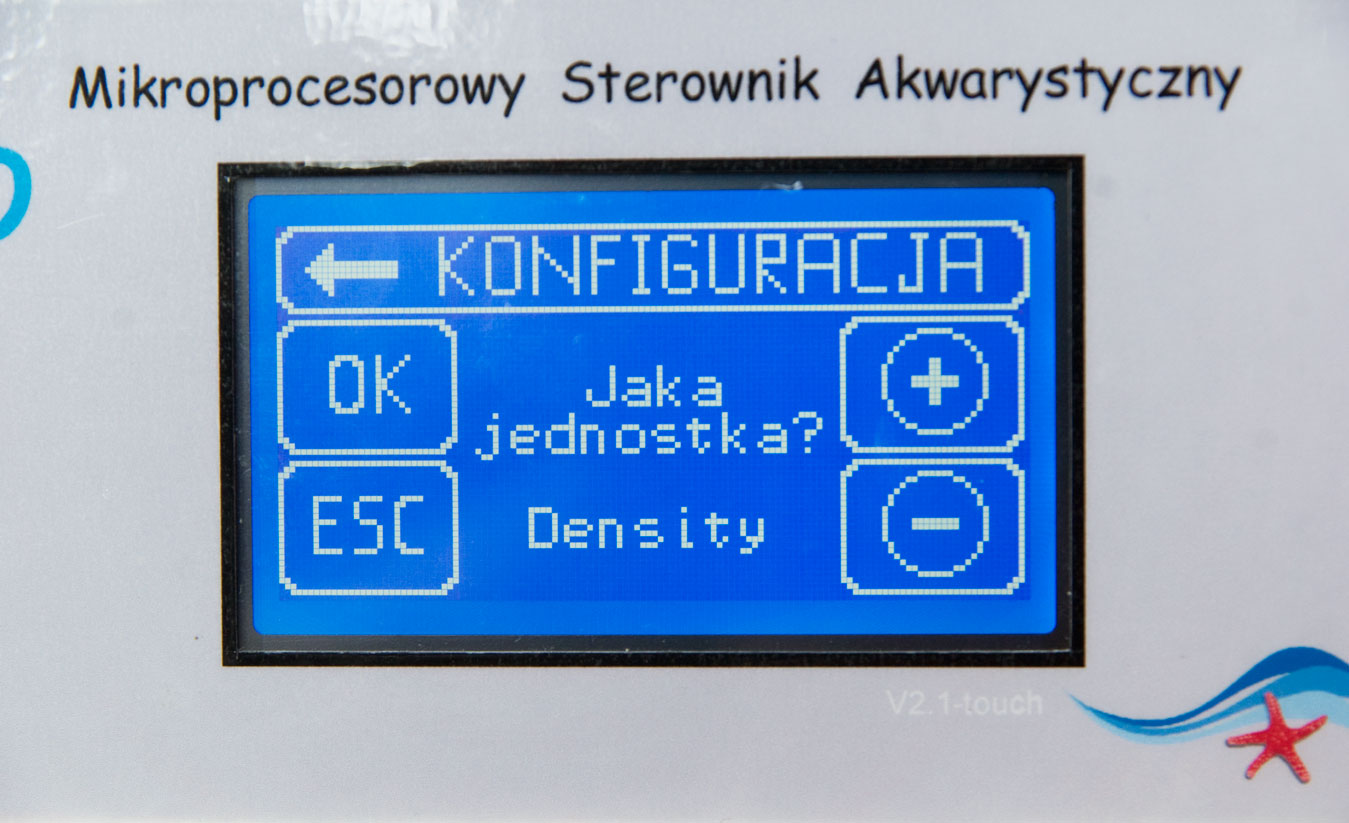 Mikroprocesorowy Sterownik Akwarystyczny
KONFIGURACJA
OK
Jaka
jednostka?
ESC
Density
V2.1-touch